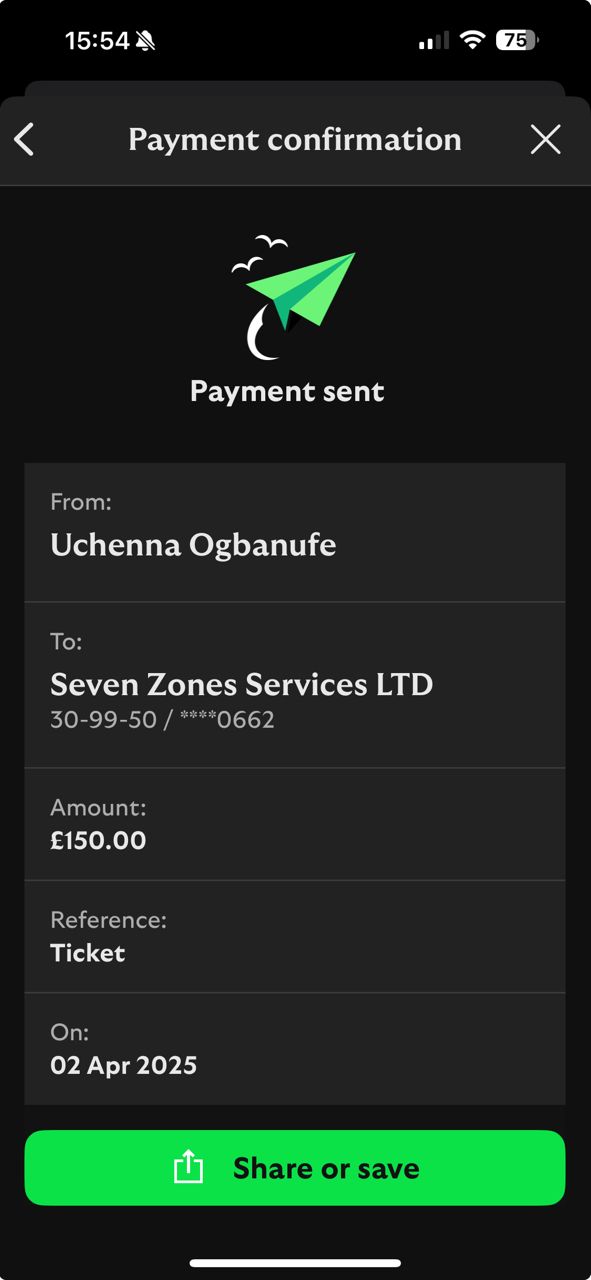 15:54
75
Payment confirmation
Payment sent
From:
Uchenna Ogbanufe
To:
Seven Zones Services LTD
30-99-50 / ****0662
Amount:
£150.00
Reference:
Ticket
On:
02 Apr 2025
Share or save